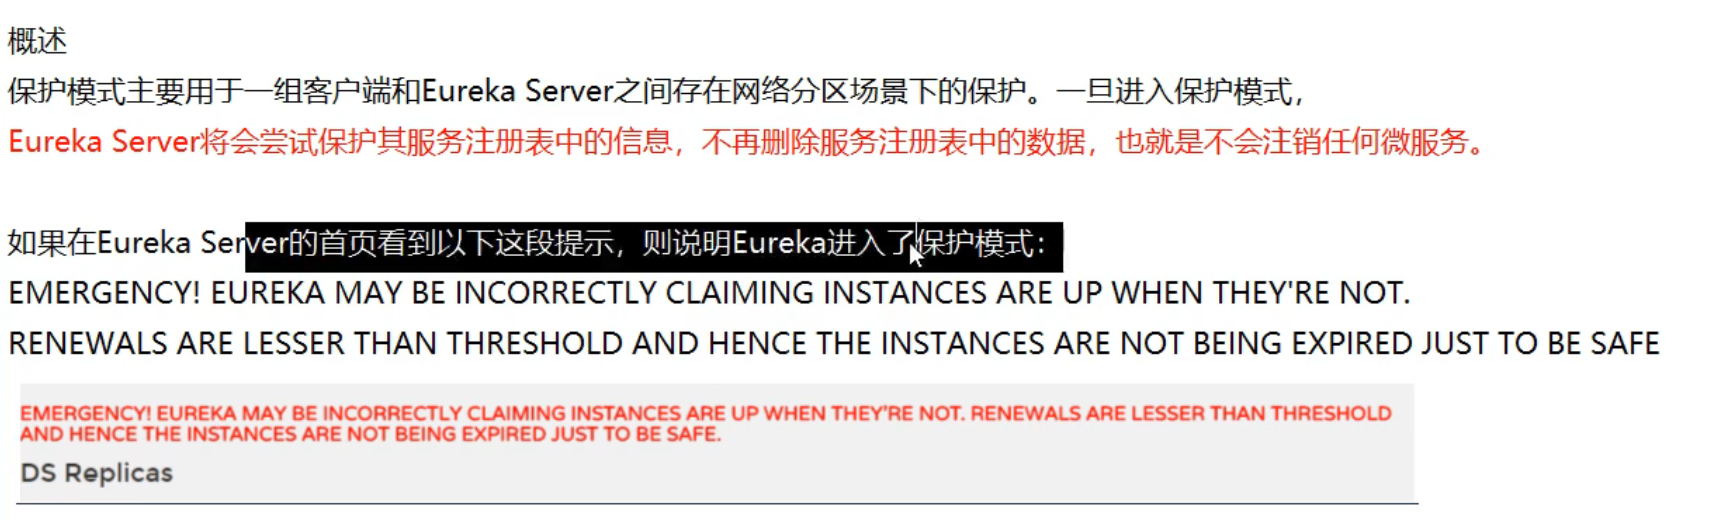 概述
保护模式主要用于一组客户端和Eureka Server之间存在网络分区场景下的保护。一旦进入保护模式，
Eureka Server将会尝试保护其服务注册表中的信息，不再删除服务注册表中的数据，也就是不会注销任何微服务。
如果在Eureka Server的首页看到以下这段提示，则说明Eureka进入了保护模式：
EMERGENCY! EUREKA MAY BE INCORRECTLY CLAIMING INSTANCES ARE UP WHEN THEY'RE NOT.
RENEWALS ARE LESSER THAN THRESHOLD AND HENCE THE INSTANCES ARE NOT BEING EXPIRED JUST TO BE SAFE
EMERGENCY! EUREKA MAY BE INCORRECTLY CLAIMING INSTANCES ARE UP WHEN THEY'RE NOT. RENEWALS ARE LESSER THAN THRESHOLD
AND HENCE THE INSTANCES ARE NOT BEING EXPIRED JUST TO BE SAFE.
DS Replicas